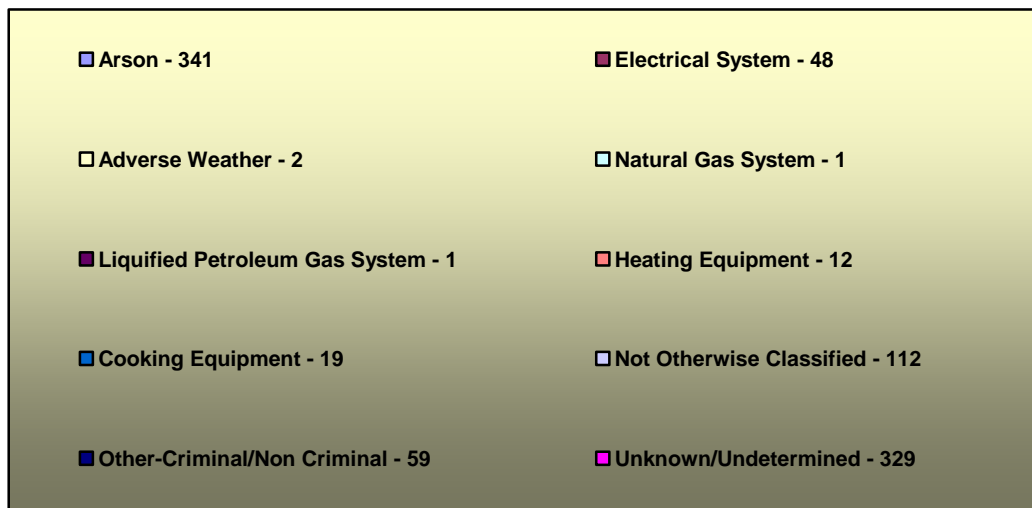 Arson - 341
Electrical System - 48
Adverse Weather - 2
Natural Gas System - 1
Liquified Petroleum Gas System - 1
Heating Equipment - 12
Cooking Equipment - 19
Not Otherwise Classified - 112
Other-Criminal/Non Criminal - 59
Unknown/Undetermined - 329